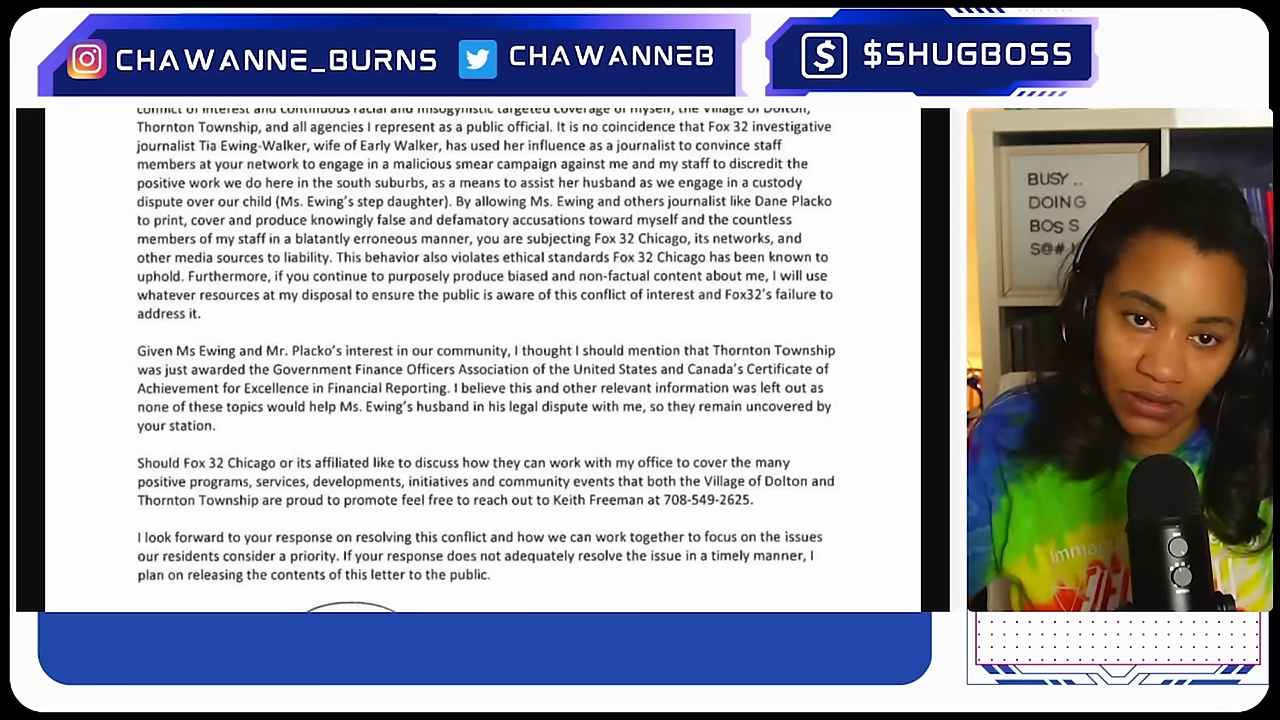 CHAWANNE_BURNS
CHAWANNEB
$SHUGBOSS
conflict of interest and continuous racial and misogynistic targeted coverage of myself, the Village of Dolton,
Thornton Township, and all agencies I represent as a public official. It is no coincidence that Fox 32 investigative
journalist Tia Ewing-Walker, wife of Early Walker, has used her influence as a journalist to convince staff
members at your network to engage in a malicious smear campaign against me and my staff to discredit the
positive work we do here in the south suburbs, as a means to assist her husband as we engage in a custody
dispute over our child (Ms. Ewing's step daughter). By allowing Ms. Ewing and others journalist like Dane Placko
to print, cover and produce knowingly false and defamatory accusations toward myself and the countless
members of my staff in a blatantly erroneous manner, you are subjecting Fox 32 Chicago, its networks, and
other media sources to liability. This behavior also violates ethical standards Fox 32 Chicago has been known to
uphold. Furthermore, if you continue to purposely produce biased and non-factual content about me, I will use
whatever resources at my disposal to ensure the public is aware of this conflict of interest and Fox32's failure to
address it.
Given Ms Ewing and Mr. Placko's interest in our community, I thought I should mention that Thornton Township
was just awarded the Government Finance Officers Association of the United States and Canada's Certificate of
Achievement for Excellence in Financial Reporting. I believe this and other relevant information was left out as
none of these topics would help Ms. Ewing's husband in his legal dispute with me, so they remain uncovered by
your station.
Should Fox 32 Chicago or its affiliated like to discuss how they can work with my office to cover the many
positive programs, services, developments, initiatives and community events that both the Village of Dolton and
Thornton Township are proud to promote feel free to reach out to Keith Freeman at 708-549-2625.
I look forward to your response on resolving this conflict and how we can work together to focus on the issues
our residents consider a priority. If your response does not adequately resolve the issue in a timely manner, I
plan on releasing the contents of this letter to the public.
BUSY ..
DOING
BOSS
S@#
Imma